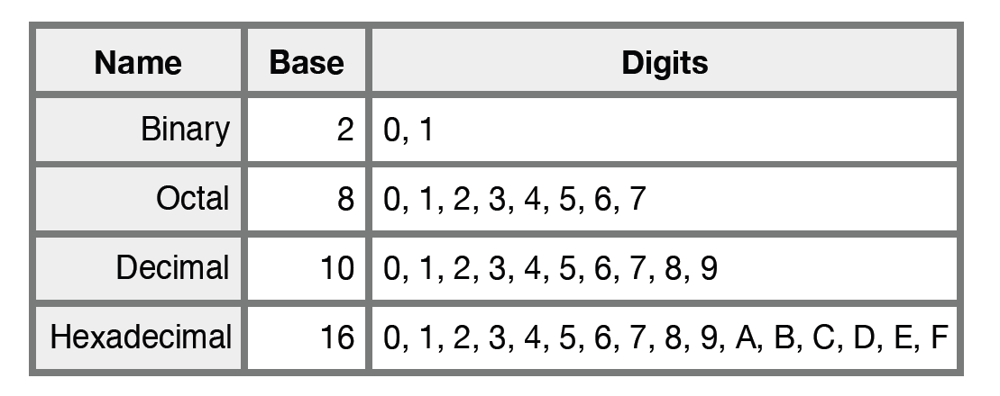 Name Base Digits
Binary 2 0, 1
Octal 8 0, 1, 2, 3, 4, 5, 6, 7
Decimal 10 0, 1, 2, 3, 4, 5, 6, 7, 8, 9
Hexadecimal 16 0, 1, 2, 3, 4, 5, 6, 7, 8, 9, A, B, C, D, E, F